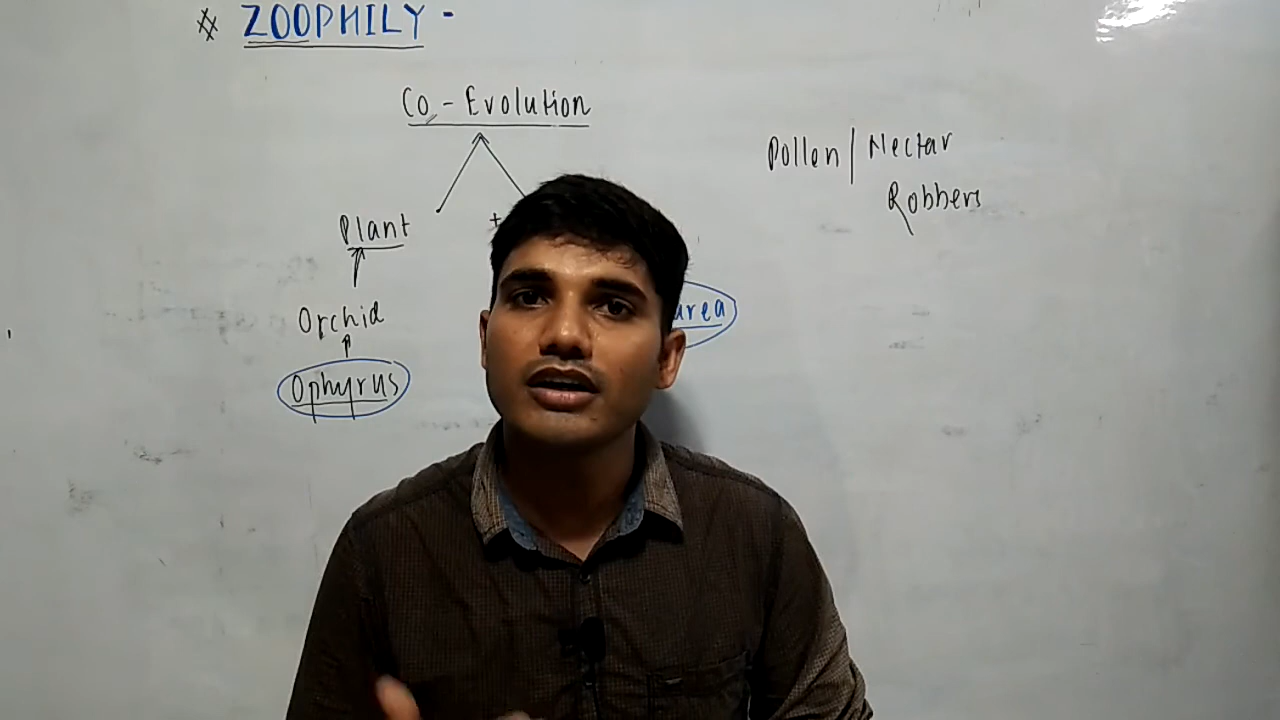 # ZOOPHILY -
Co - Evolution
Pollen | Nectar
Robbers
Plant +
Orchid
Ophyrus